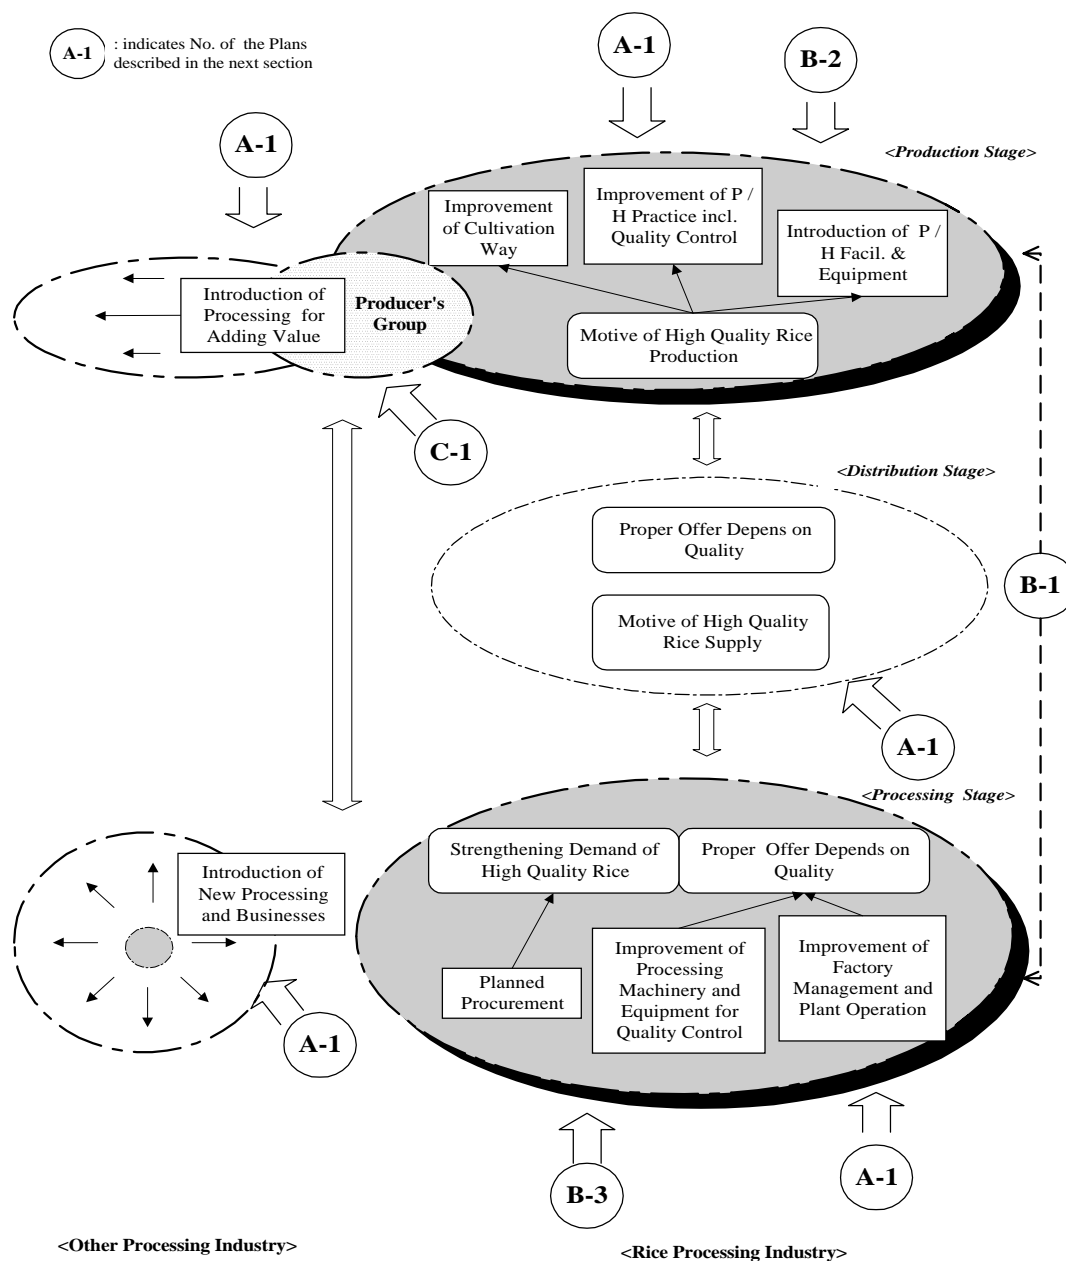 A-1
: indicates No. of the Plans
described in the next section
A-1
B-2
A-1
<Production Stage>
Improvement
of Cultivation
Way
Improvement of P /
H Practice incl.
Quality Control
Introduction of P /
H Facil. &
Equipment
Introduction of
Processing for
Adding Value
Producer's
Group
Motive of High Quality Rice
Production
C-1
<Distribution Stage>
Proper Offer Depens on
Quality
B-1
Motive of High Quality
Rice Supply
A-1
<Processing Stage>
Strengthening Demand of
High Quality Rice
Proper Offer Depends on
Quality
Introduction of
New Processing
and Businesses
Planned
Procurement
Improvement of
Processing
Machinery and
Equipment for
Quality Control
Improvement of
Factory
Management and
Plant Operation
A-1
B-3
A-1
<Other Processing Industry>
<Rice Processing Industry>